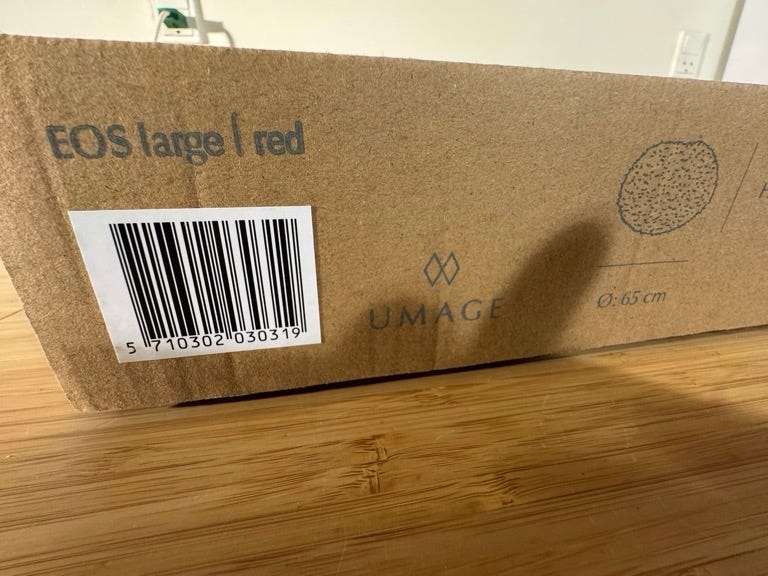 EOS large | red
5 710302 030319
UMAGE
Ø: 65 cm
H